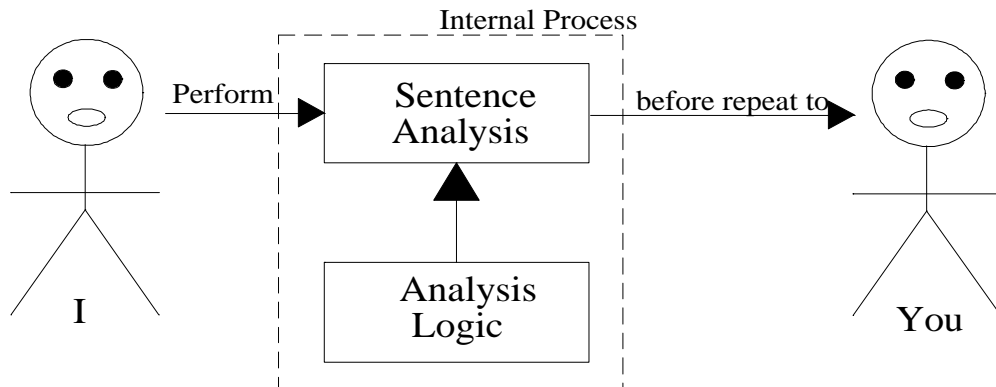 Internal Process
Perform
Sentence
Analysis
before repeat to
Analysis
Logic
I
You